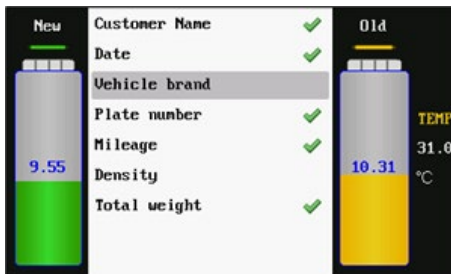 New
9.55
Customer Name
Date
Vehicle brand
Plate number
Mileage
Density
Total weight
Old
10.31
TEMP
31.0
°C